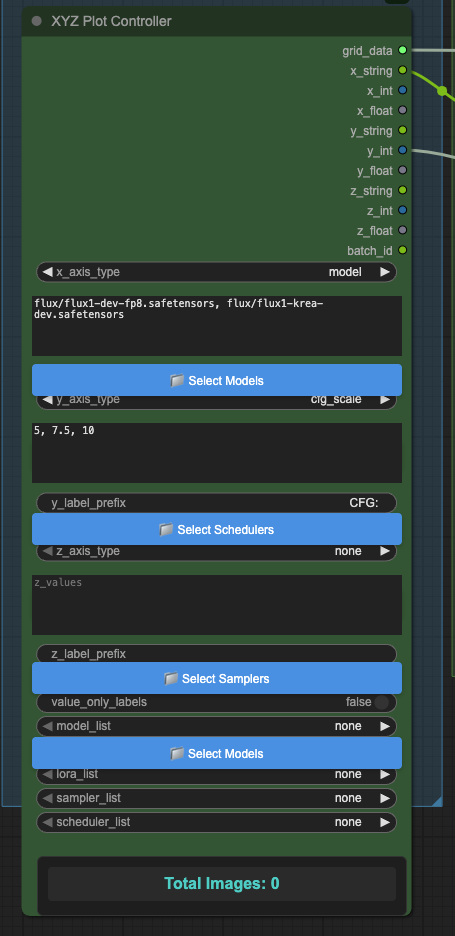 XYZ Plot Controller
grid_data
x_string
x_int
x_float
y_string
y_int
y_float
z_string
z_int
z_float
batch_id
x_axis_type model
flux/flux1-dev-fp8.safetensors, flux/flux1-krea-
dev.safetensors
Select Models
y_axis_type cfg_scale
5, 7.5, 10
y_label_prefix CFG:
Select Schedulers
z_axis_type none
z_values
z_label_prefix
Select Samplers
value_only_labels false
model_list none
Select Models
lora_list none
sampler_list none
scheduler_list none
Total Images: 0